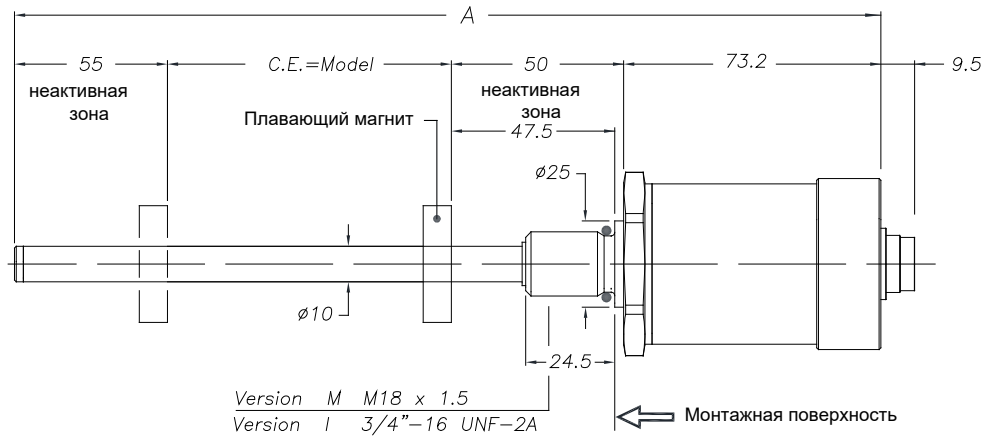 A
55
C.E.=Model
50
73.2
9.5
неактивная
зона
неактивная
зона
Плавающий магнит
47.5
ø25
ø10
24.5
Version M M18 x 1.5
Version I 3/4"-16 UNF-2A
Монтажная поверхность